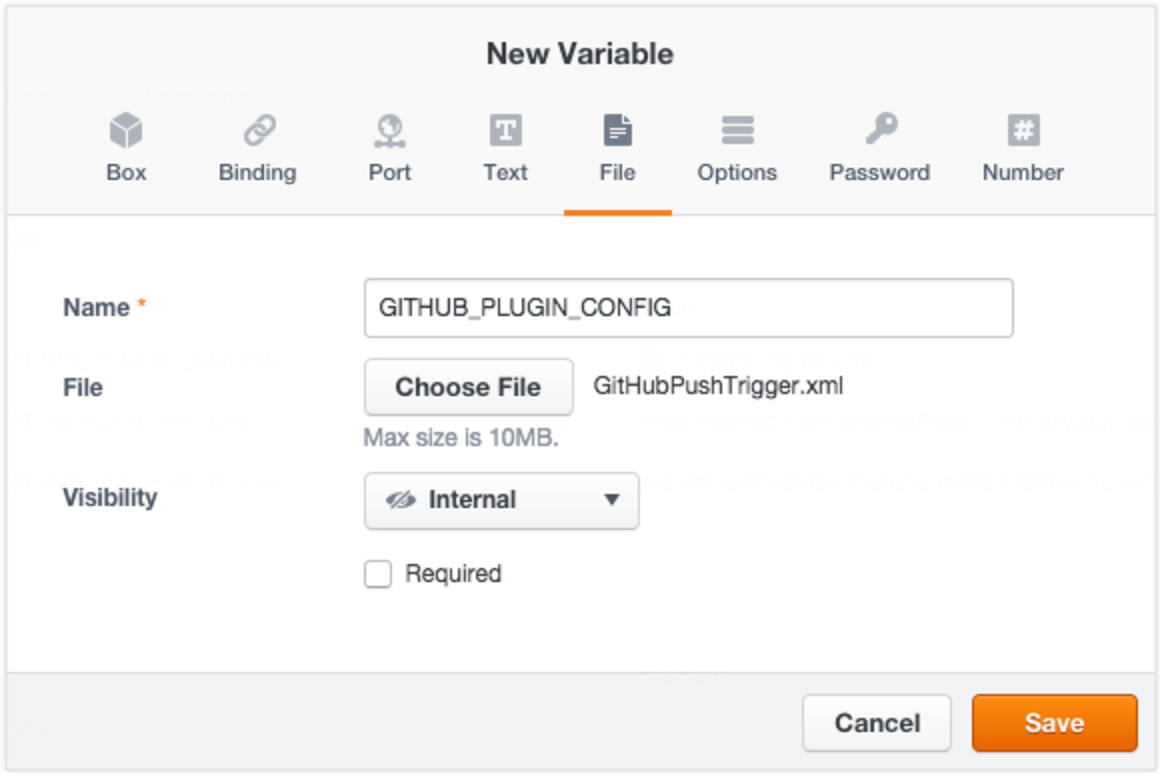 New Variable
Box Binding Port Text File Options Password Number
Name *
GITHUB_PLUGIN_CONFIG
File
Choose File GitHubPushTrigger.xml
Max size is 10MB.
Visibility
Internal
Required
Cancel Save